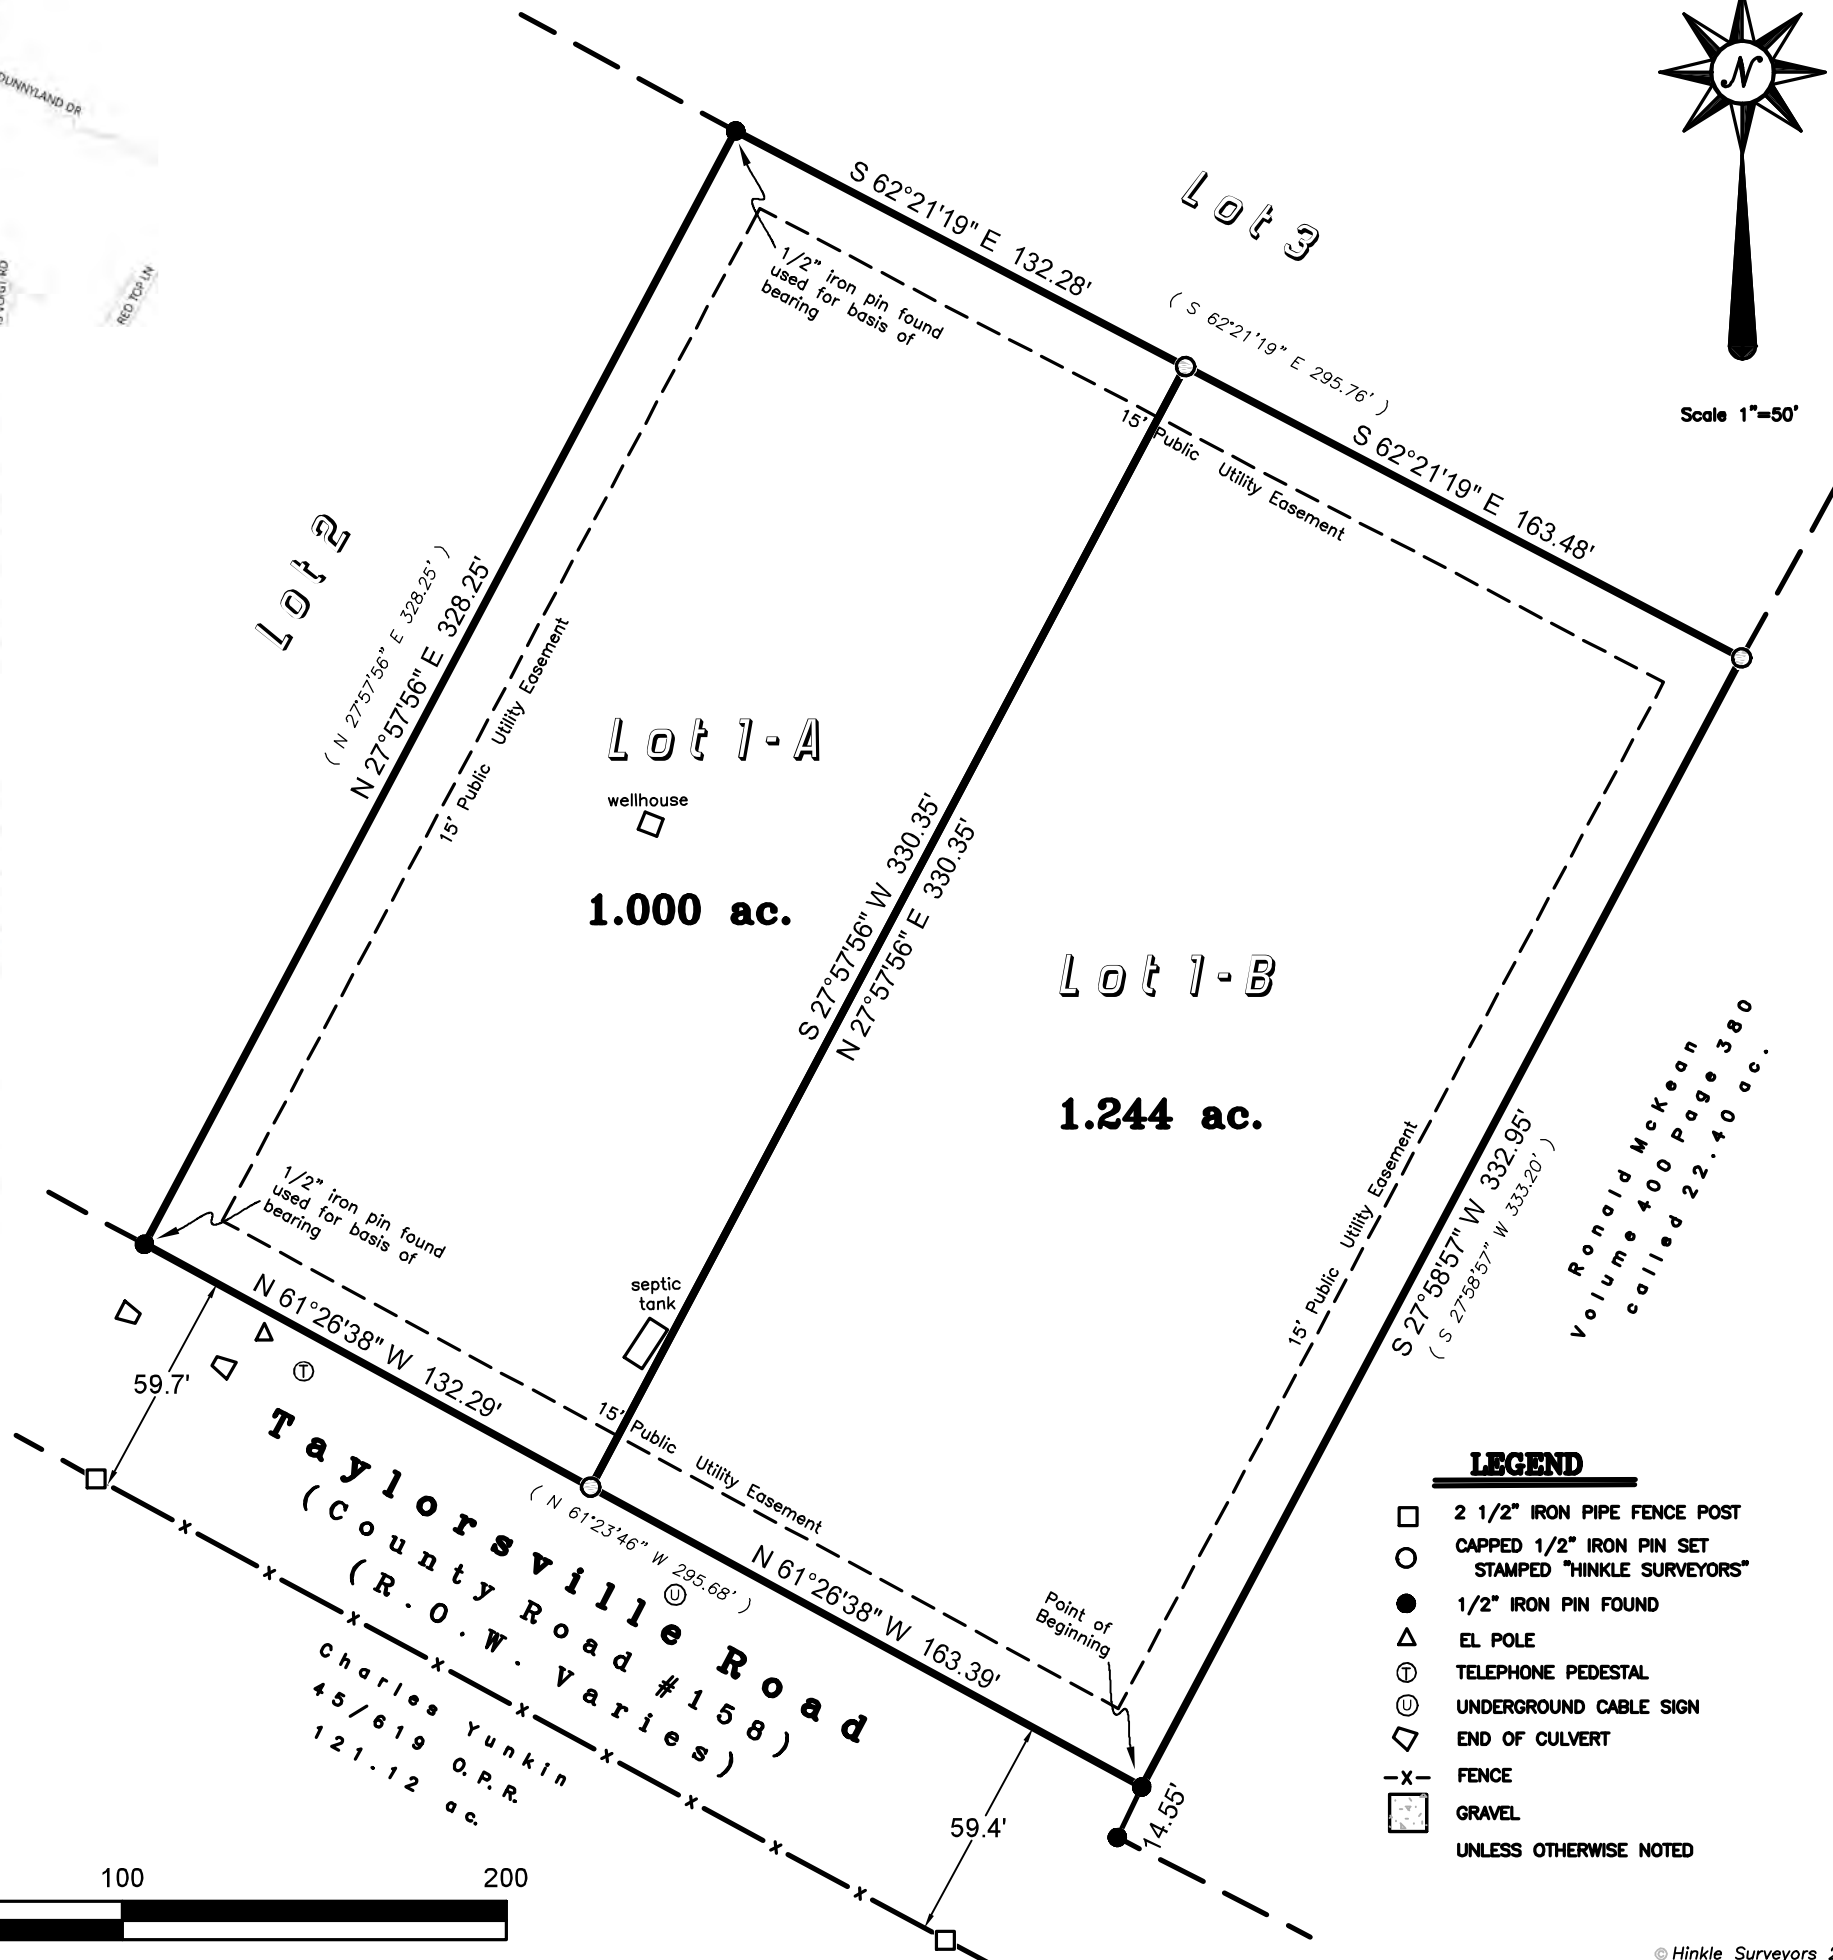 DUNNYLAND DR
RED TOP LN
N
Scale 1"=50'
Lot 3
S 62°21'19" E 132.28'
( S 62°21'19" E 295.76' )
S 62°21'19" E 163.48'
1/2" iron pin found
used for basis of
bearing
15' Public Utility Easement
Lot 2
( N 27°57'56" E 328.25' )
N 27°57'56" E 328.25'
15' Public Utility Easement
Lot 1-A
wellhouse
1.000 ac.
S 27°57'56" W 330.35'
N 27°57'56" E 330.35'
Lot 1-B
1.244 ac.
15' Public Utility Easement
S 27°58'57" W 332.95'
( S 27°58'57" W 333.20' )
Ronald McKean
Volume 400 Page 380
called 22.40 ac.
1/2" iron pin found
used for basis of
bearing
septic
tank
N 61°26'38" W 132.29'
T
59.7'
15' Public Utility Easement
( N 61°23'46" W 295.68' )
U
N 61°26'38" W 163.39'
Point of
Beginning
Taylorsville Road
(County Road #158)
(R.O.W. Varies)
Charles Yunkin
45/619 O.P.R.
121.12 ac.
59.4'
14.55'
100 200
LEGEND
2 1/2" IRON PIPE FENCE POST
CAPPED 1/2" IRON PIN SET
STAMPED "HINKLE SURVEYORS"
1/2" IRON PIN FOUND
EL POLE
T TELEPHONE PEDESTAL
U UNDERGROUND CABLE SIGN
END OF CULVERT
-x- FENCE
GRAVEL
UNLESS OTHERWISE NOTED
© Hinkle Surveyors